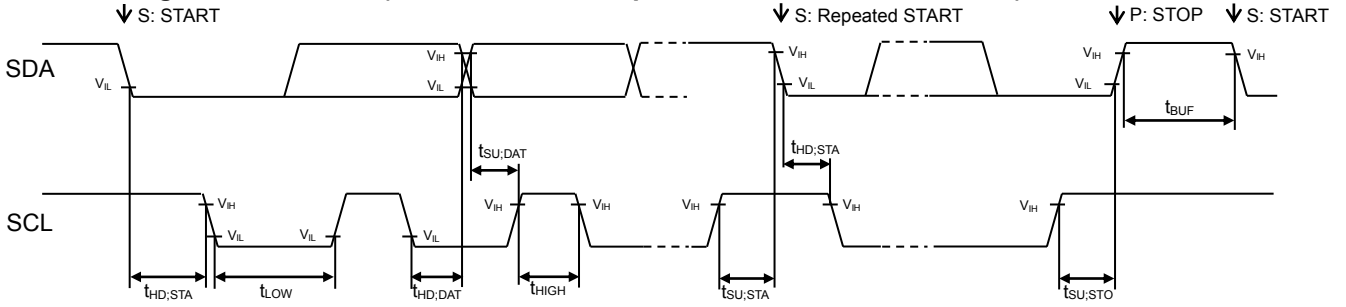 S: START
S: Repeated START
P: STOP
S: START
SDA
VIL
VIH
VIL
VIH
VIL
VIH
VIL
VIH
tBUF
tSU;DAT
tHD;STA
SCL
VIH
VIL
VIL
VIL
VIH
VIH
VIH
VIH
VIH
tHD;STA
tLOW
tHD;DAT
tHIGH
tSU;STA
tSU;STO